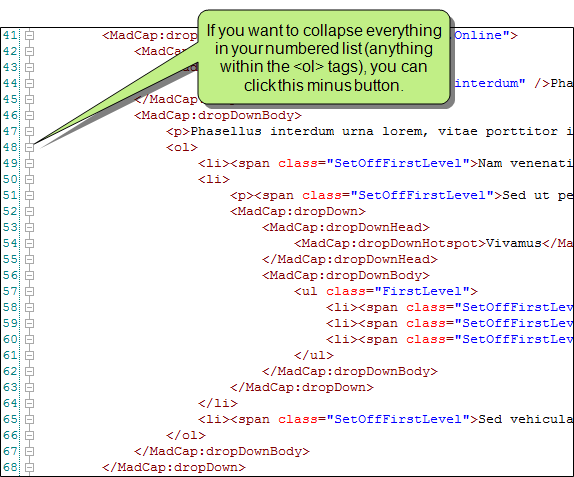 If you want to collapse everything
in your numbered list (anything
within the <ol> tags), you can
click this minus button.
41 <MadCap:drop Online">
42 <MadCap
43
44 interdum" />Pha
45 </MadCap
46 <MadCap:dropDownBody>
47 <p>Phasellus interdum urna lorem, vitae porttitor i
48 <ol>
49 <li><span class="SetOffFirstLevel">Nam venenati
50 <li>
51 <p><span class="SetOffFirstLevel">Sed ut pe
52 <MadCap:dropDown>
53 <MadCap:dropDownHead>
54 <MadCap:dropDownHotspot>Vivamus</Ma
55 </MadCap:dropDownHead>
56 <MadCap:dropDownBody>
57 <ul class="FirstLevel">
58 <li><span class="SetOffFirstLev
59 <li><span class="SetOffFirstLev
60 <li><span class="SetOffFirstLev
61 </ul>
62 </MadCap:dropDownBody>
63 </MadCap:dropDown>
64 </li>
65 <li><span class="SetOffFirstLevel">Sed vehicula
66 </ol>
67 </MadCap:dropDownBody>
68 </MadCap:dropDown>